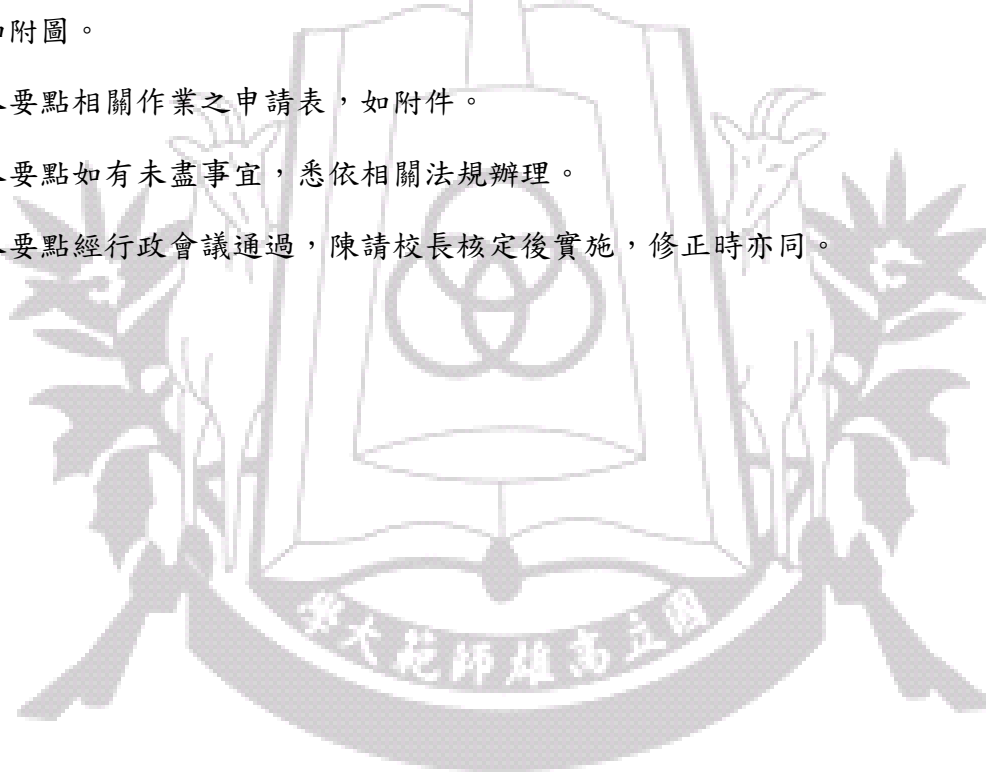 如附圖。
本要點相關作業之申請表，如附件。
本要點如有未盡事宜，悉依相關法規辦理。
本要點經行政會議通過，陳請校長核定後實施，修正時亦同。
國立高雄師範大學